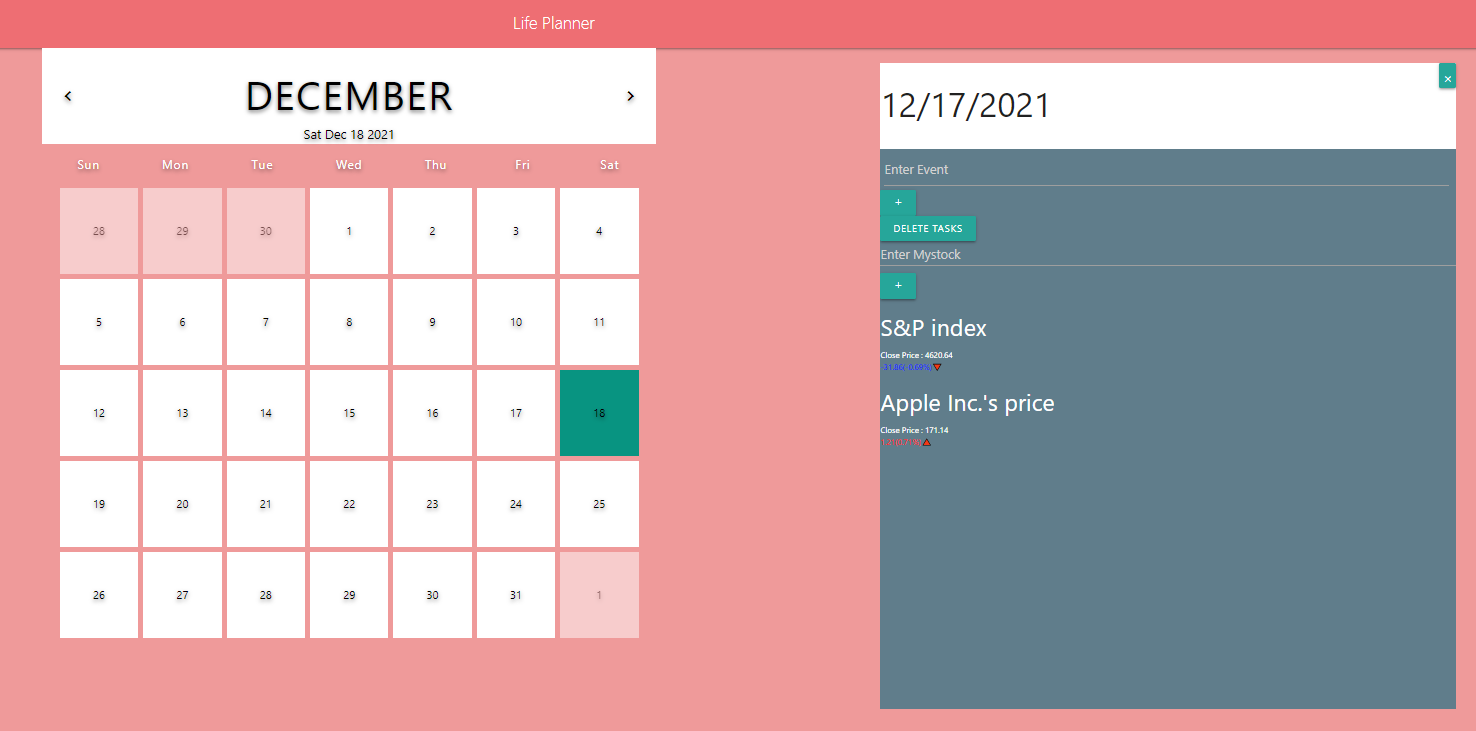 Life Planner
DECEMBER
Sat Dec 18 2021
Sun Mon Tue Wed Thu Fri Sat
28 29 30 1 2 3 4
5 6 7 8 9 10 11
12 13 14 15 16 17 18
19 20 21 22 23 24 25
26 27 28 29 30 31 1
×
12/17/2021
Enter Event
+
DELETE TASKS
Enter Mystock
+
S&P index
Close Price : 4620.64
-31.86(-0.69%)
Apple Inc.'s price
Close Price : 171.14